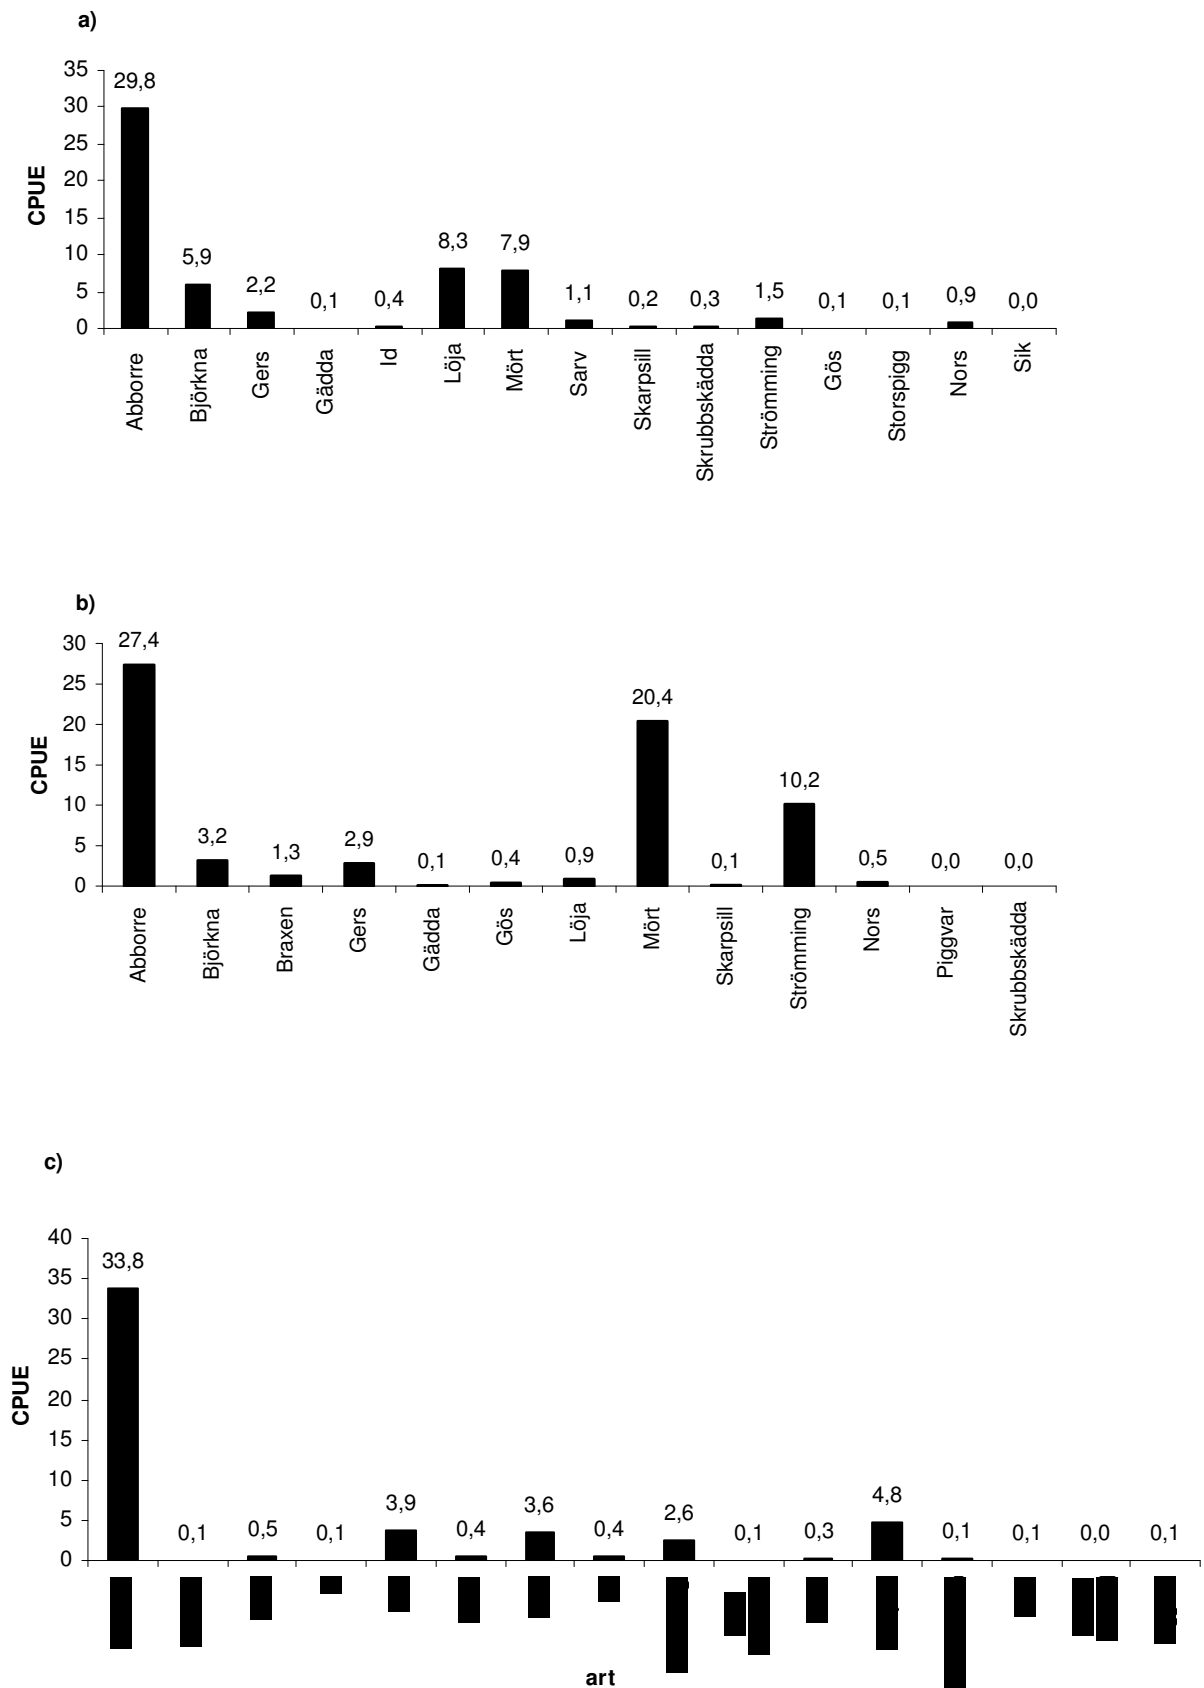 a)
35
30
25
20
15
10
5
0
CPUE
29,8
5,9
2,2
0,1
0,4
8,3
7,9
1,1
0,2
0,3
1,5
0,1
0,1
0,9
0,0
Abborre
Björkna
Gers
Gädda
Id
Löja
Mört
Sarv
Skarpsill
Skrubbskädda
Strömming
Gös
Storspigg
Nors
Sik
b)
30
25
20
15
10
5
0
CPUE
27,4
3,2
1,3
2,9
0,1
0,4
0,9
20,4
0,1
10,2
0,5
0,0
0,0
Abborre
Björkna
Braxen
Gers
Gädda
Gös
Löja
Mört
Skarpsill
Strömming
Nors
Piggvar
Skrubbskädda
c)
40
35
30
25
20
15
10
5
0
CPUE
33,8
0,1
0,5
0,1
3,9
0,4
3,6
0,4
2,6
0,1
0,3
4,8
0,1
0,1
0,0
0,1
art